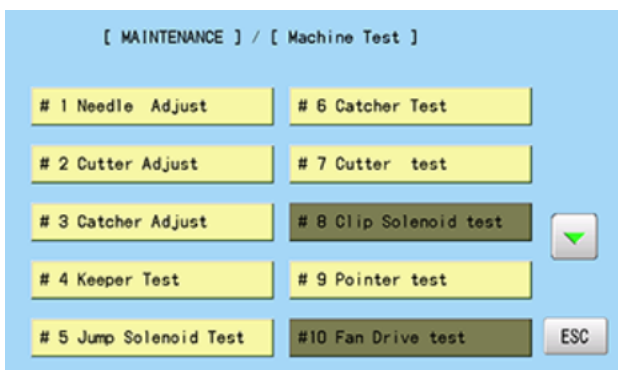 [ MAINTENANCE ] / [ Machine Test ]
# 1 Needle Adjust
# 2 Cutter Adjust
# 3 Catcher Adjust
# 4 Keeper Test
# 5 Jump Solenoid Test
# 6 Catcher Test
# 7 Cutter test
# 8 Clip Solenoid test
# 9 Pointer test
#10 Fan Drive test
ESC